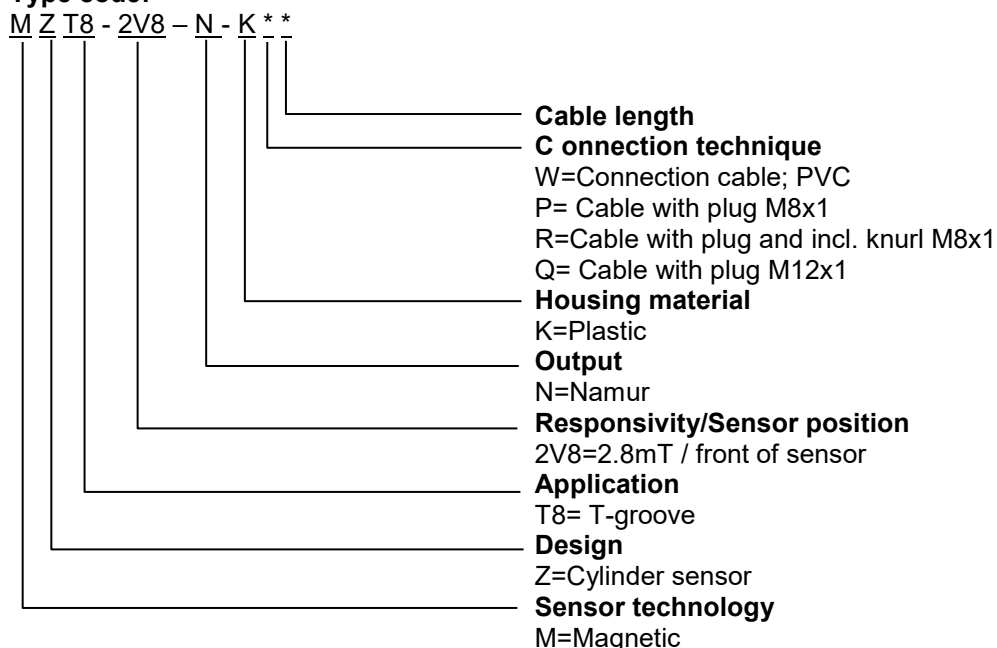 M Z T8 - 2V8 – N - K * *
Cable length
C onnection technique
W=Connection cable; PVC
P= Cable with plug M8x1
R=Cable with plug and incl. knurl M8x1
Q= Cable with plug M12x1
Housing material
K=Plastic
Output
N=Namur
Responsivity/Sensor position
2V8=2.8mT / front of sensor
Application
T8= T-groove
Design
Z=Cylinder sensor
Sensor technology
M=Magnetic